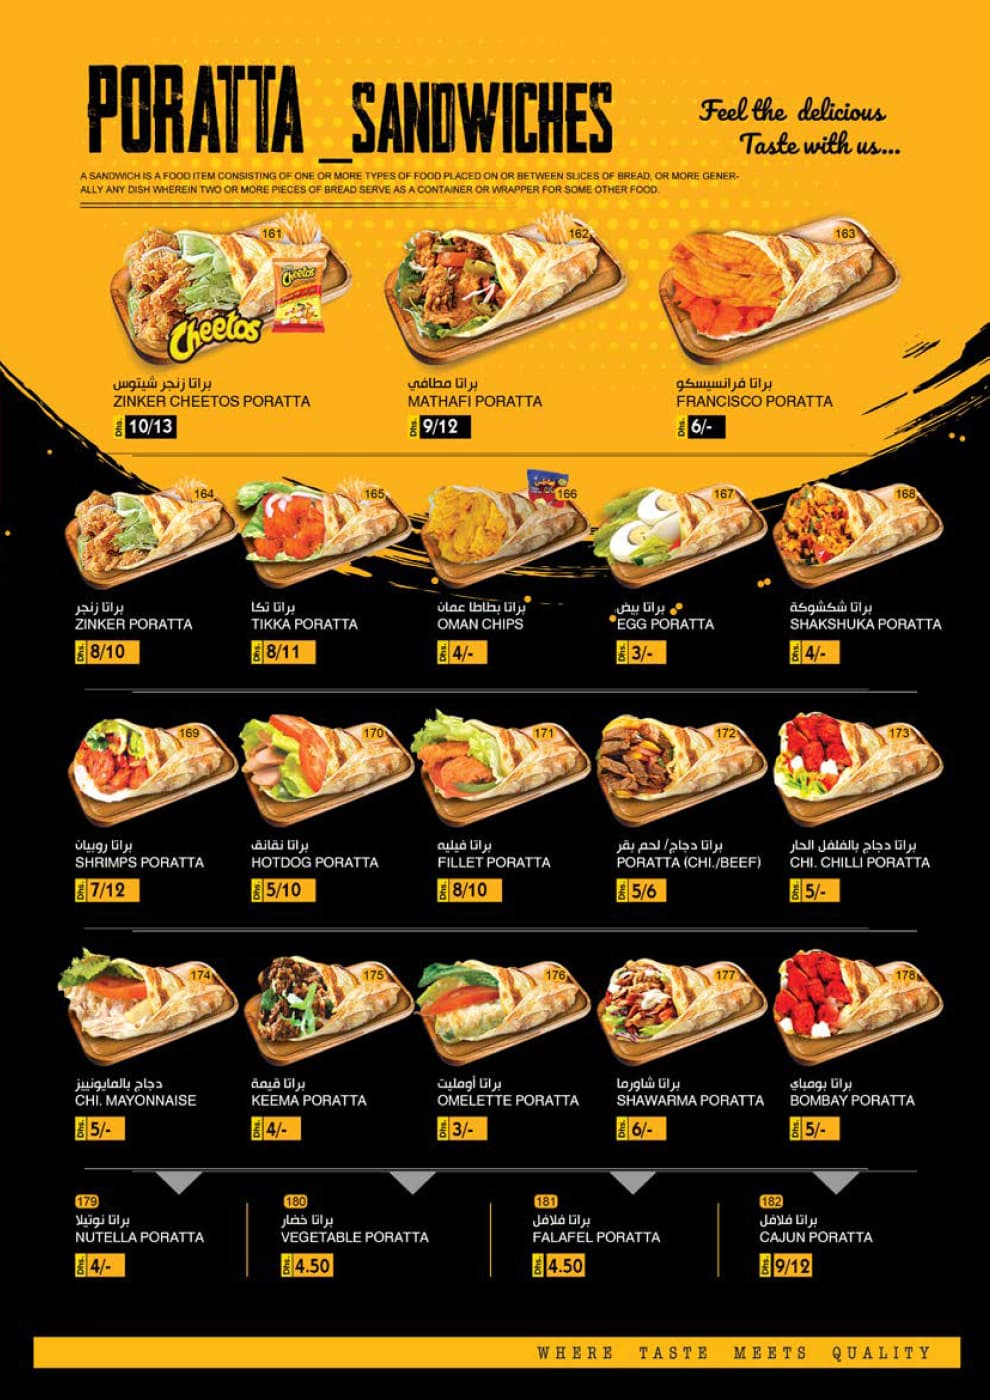 PORATTA _SANDWICHES
Feel the delicious
Taste with us...
A SANDWICH IS A FOOD ITEM CONSISTING OF ONE OR MORE TYPES OF FOOD PLACED ON OR BETWEEN SLICES OF BREAD, OR MORE GENER-
ALLY ANY DISH WHEREIN TWO OR MORE PIECES OF BREAD SERVE AS A CONTAINER OR WRAPPER FOR SOME OTHER FOOD.
161
Cheetos
Cheetos
براتا زنجر شيتوس
ZINKER CHEETOS PORATTA
Dhs. 10/13
162
براتا مطافي
MATHAFI PORATTA
Dhs. 9/12
163
براتا فرانسيسكو
FRANCISCO PORATTA
Dhs. 6/-
164
براتا زنجر
ZINKER PORATTA
Dhs. 8/10
165
براتا تكا
TIKKA PORATTA
Dhs. 8/11
166
براتا بطاطا عمان
OMAN CHIPS
Dhs. 4/-
167
براتا بيض
EGG PORATTA
Dhs. 3/-
168
براتا شكشوكة
SHAKSHUKA PORATTA
Dhs. 4/-
169
براتا روبيان
SHRIMPS PORATTA
Dhs. 7/12
170
براتا نقانق
HOTDOG PORATTA
Dhs. 5/10
171
براتا فيليه
FILLET PORATTA
Dhs. 8/10
172
براتا دجاج/ لحم بقر
PORATTA (CHI./BEEF)
Dhs. 5/6
173
براتا دجاج بالفلفل الحار
CHI. CHILLI PORATTA
Dhs. 5/-
174
دجاج بالمايونييز
CHI. MAYONNAISE
Dhs. 5/-
175
براتا قيمة
KEEMA PORATTA
Dhs. 4/-
176
براتا أومليت
OMELETTE PORATTA
Dhs. 3/-
177
براتا شاورما
SHAWARMA PORATTA
Dhs. 6/-
178
براتا بومباي
BOMBAY PORATTA
Dhs. 5/-
179
براتا نوتيلا
NUTELLA PORATTA
Dhs. 4/-
180
براتا خضار
VEGETABLE PORATTA
Dhs. 4.50
181
براتا فلافل
FALAFEL PORATTA
Dhs. 4.50
182
براتا فلافل
CAJUN PORATTA
Dhs. 9/12
WHERE TASTE MEETS QUALITY